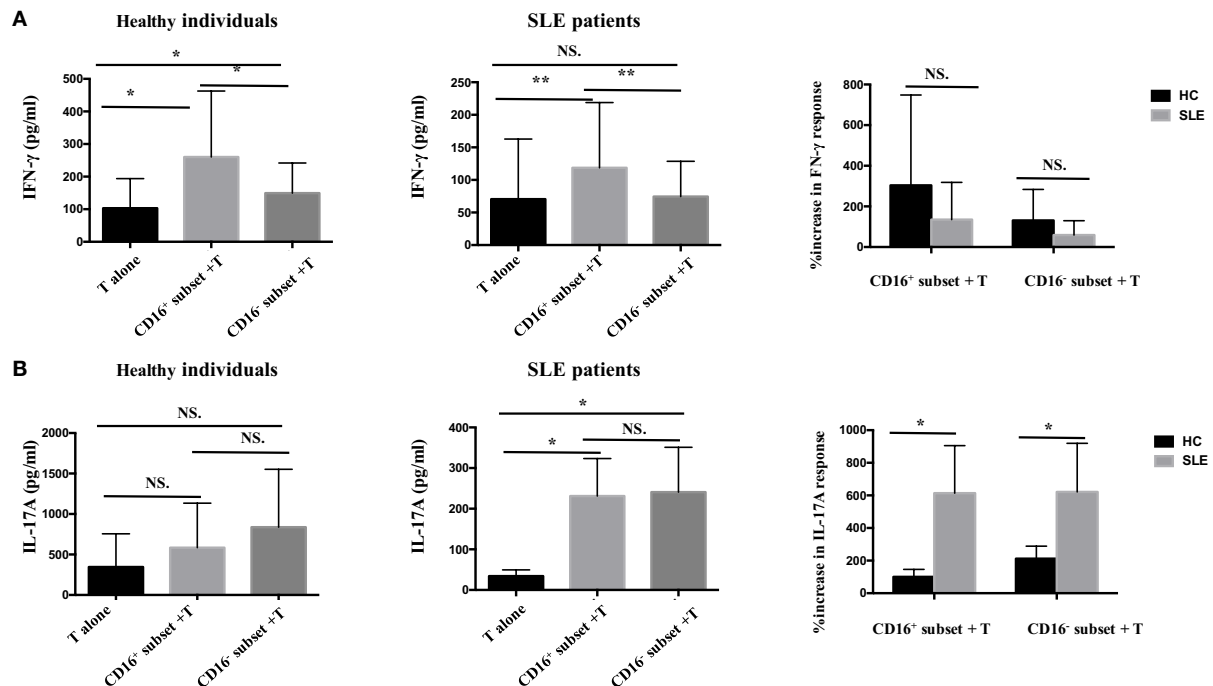 A
Healthy individuals
SLE patients
*
*
*
IFN-γ (pg/ml)
500
400
300
200
100
0
T alone
CD16⁺ subset +T
CD16⁻ subset +T
NS.
**
**
IFN-γ (pg/ml)
250
200
150
100
50
0
T alone
CD16⁺ subset +T
CD16⁻ subset +T
NS.
NS.
%increase in FN-γ response
800
600
400
200
0
CD16⁺ subset + T
CD16⁻ subset + T
HC
SLE
B
Healthy individuals
SLE patients
NS.
NS.
NS.
IL-17A (pg/ml)
2000
1500
1000
500
0
T alone
CD16⁺ subset +T
CD16⁻ subset +T
*
*
NS.
IL-17A (pg/ml)
400
300
200
100
0
T alone
CD16⁺ subset +T
CD16⁻ subset +T
*
*
%increase in IL-17A response
1000
800
600
400
200
0
CD16⁺ subset + T
CD16⁻ subset + T
HC
SLE